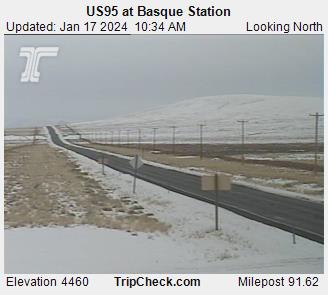 US95 at Basque Station
Updated: Jan 17 2024 10:34 AM Looking North
Elevation 4460 TripCheck.com Milepost 91.62